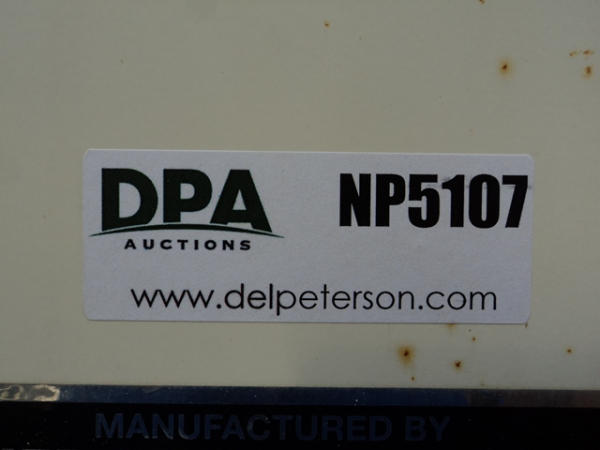 DPA NP5107
AUCTIONS
www.delpeterson.com
MANUFACTURED BY